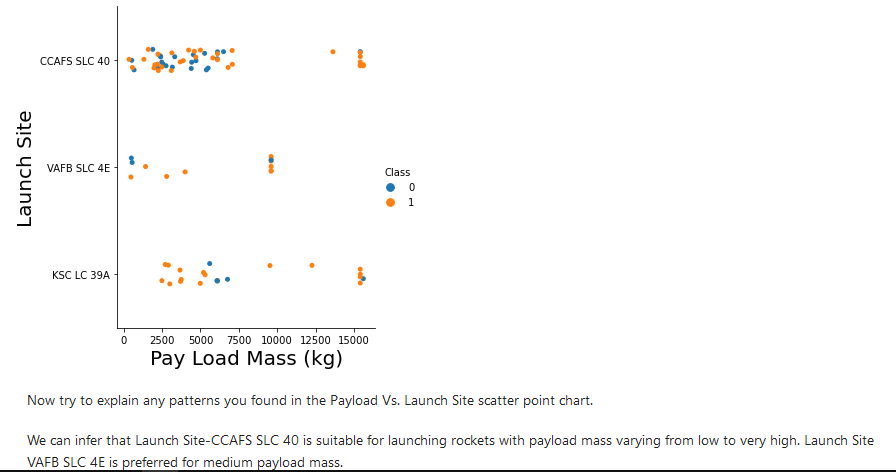 CCAFS SLC 40
VAFB SLC 4E
KSC LC 39A
Launch Site
0 2500 5000 7500 10000 12500 15000
Pay Load Mass (kg)
Class
0
1
Now try to explain any patterns you found in the Payload Vs. Launch Site scatter point chart.
We can infer that Launch Site-CCAFS SLC 40 is suitable for launching rockets with payload mass varying from low to very high. Launch Site
VAFB SLC 4E is preferred for medium payload mass.